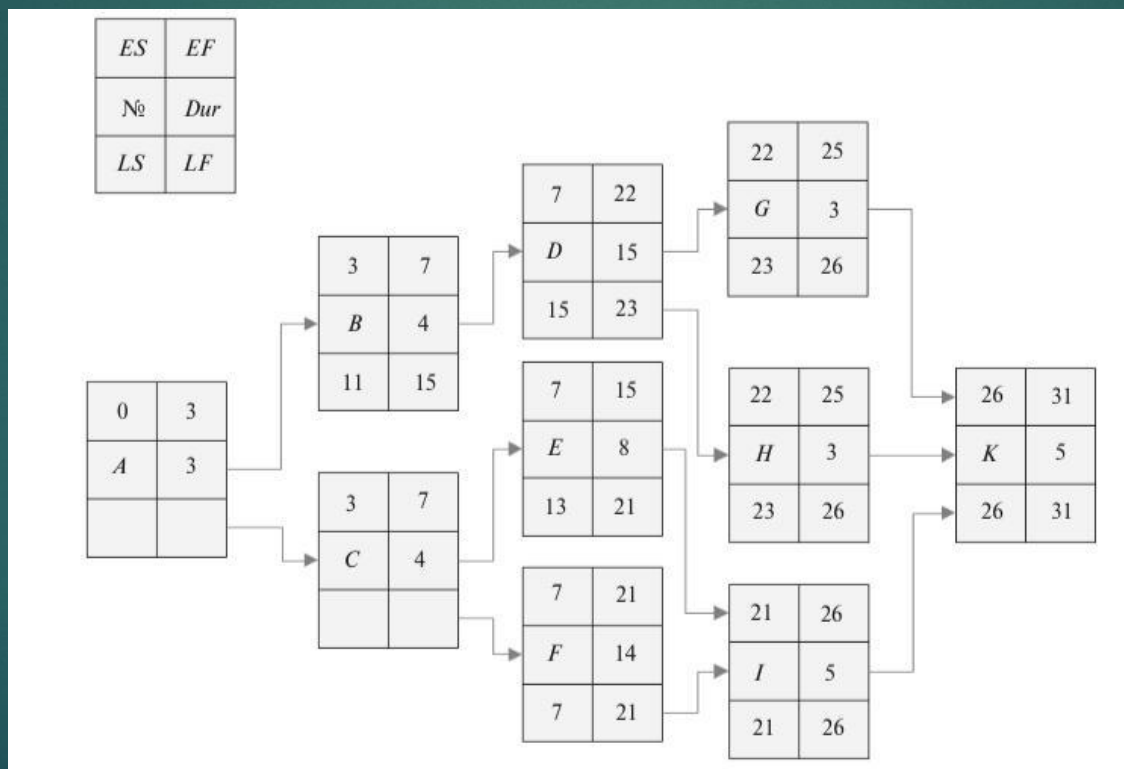 ES EF
№ Dur
LS LF
0 3
A 3
3 7
B 4
11 15
3 7
C 4
7 22
D 15
15 23
7 15
E 8
13 21
7 21
F 14
7 21
22 25
G 3
23 26
22 25
H 3
23 26
21 26
I 5
21 26
26 31
K 5
26 31